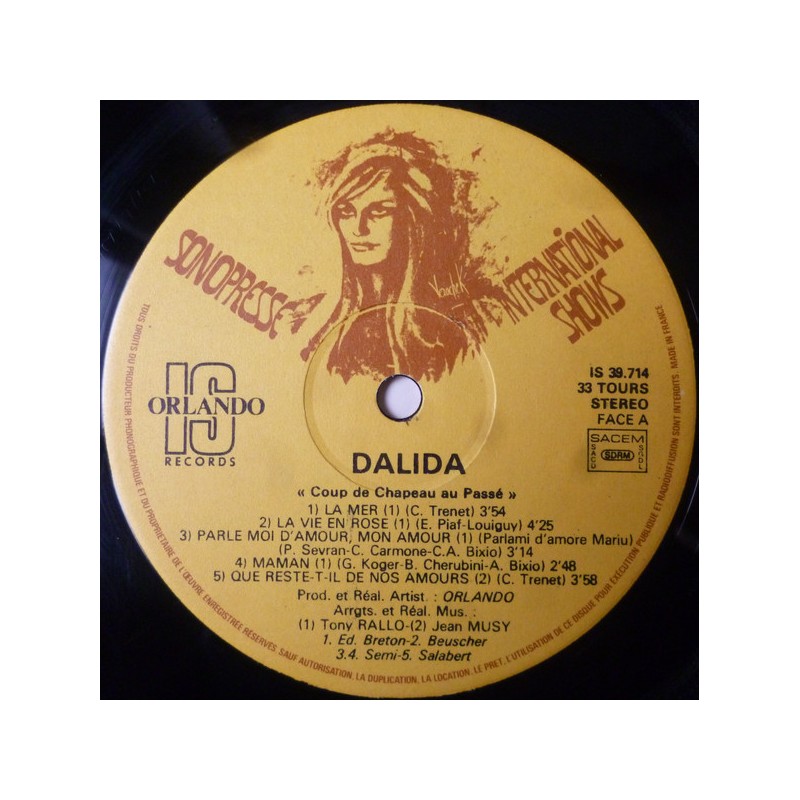 SONOPRESSE
INTERNATIONAL
SHOWS
IS
ORLANDO
RECORDS
IS 39.714
33 TOURS
STEREO
FACE A
SACEM
SACD
SDRM
SGDL
DALIDA
« Coup de Chapeau au Passé »
1) LA MER (1) (C. Trenet) 3'54
2) LA VIE EN ROSE (1) (E. Piaf-Louiguy) 4'25
3) PARLE MOI D'AMOUR, MON AMOUR (1) (Parlami d'amore Mariu)
(P. Sevran-C. Carmone-C.A. Bixio) 3'14
4) MAMAN (1) (G. Koger-B. Cherubini-A. Bixio) 2'48
5) QUE RESTE-T-IL DE NOS AMOURS (2) (C. Trenet) 3'58
Prod. et Réal. Artist. : ORLANDO
Arrgts. et Réal. Mus. :
(1) Tony RALLO-(2) Jean MUSY
1. Ed. Breton-2. Beuscher
3.4. Semi-5. Salabert
TOUS DROITS DU PRODUCTEUR PHONOGRAPHIQUE ET DU PROPRIETAIRE DE L'ŒUVRE ENREGISTREE RESERVES. SAUF AUTORISATION, LA DUPLICATION, LA LOCATION, LE PRET, L'UTILISATION DE CE DISQUE POUR EXECUTION PUBLIQUE ET RADIODIFFUSION SONT INTERDITS. MADE IN FRANCE